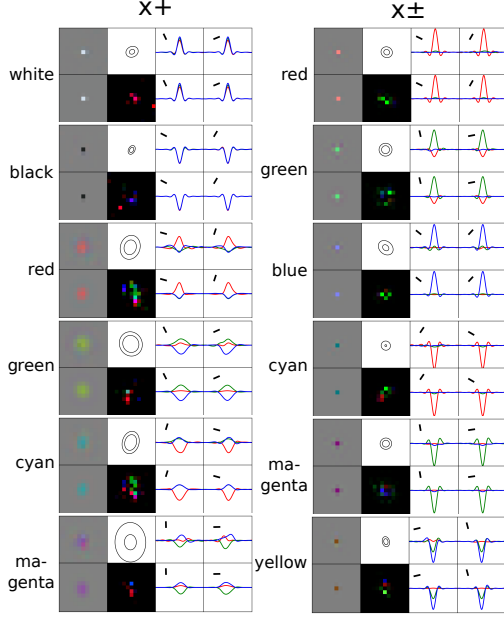 x+
white
black
red
green
cyan
ma-
genta
x±
red
green
blue
cyan
ma-
genta
yellow